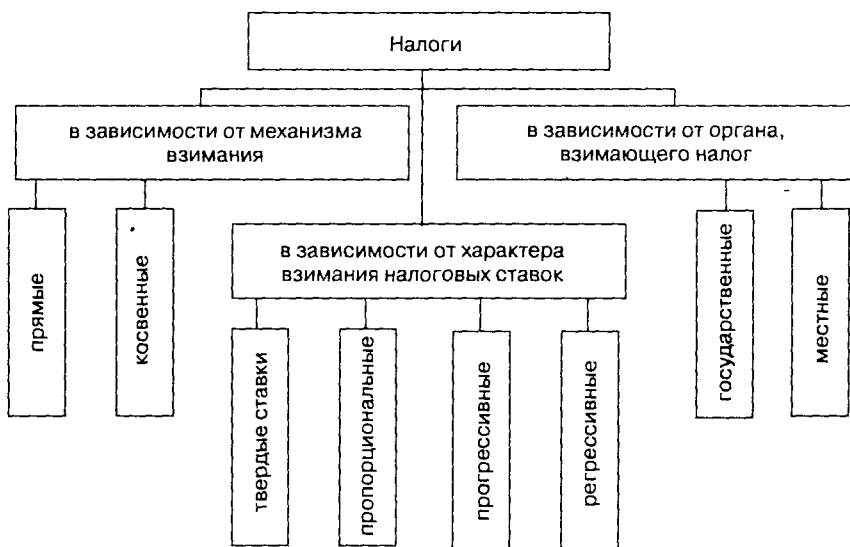 Налоги
в зависимости от механизма
взимания
в зависимости от органа,
взимающего налог
прямые
косвенные
в зависимости от характера
взимания налоговых ставок
государственные
местные
твердые ставки
пропорциональные
прогрессивные
регрессивные